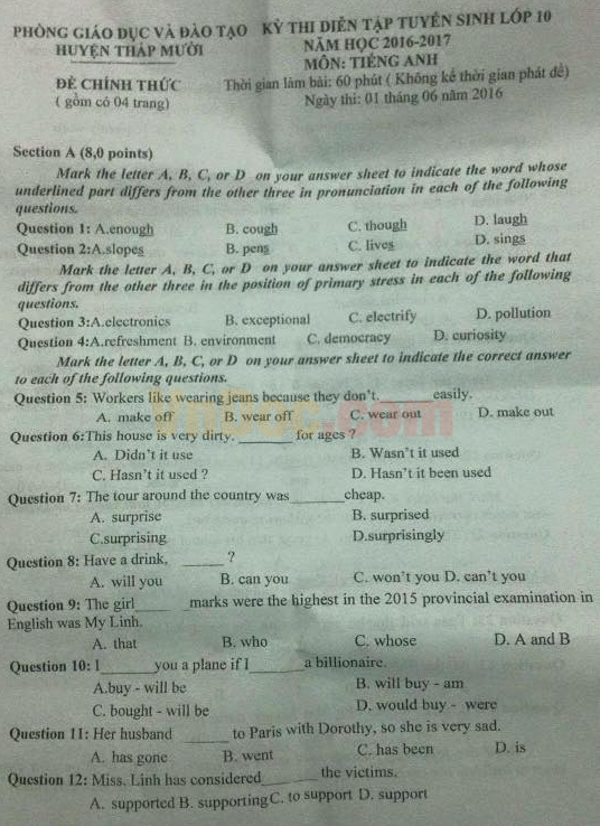 PHÒNG GIÁO DỤC VÀ ĐÀO TẠO
HUYỆN THÁP MƯỜI
ĐỀ CHÍNH THỨC
( gồm có 04 trang)
KỲ THI DIỄN TẬP TUYỂN SINH LỚP 10
NĂM HỌC 2016-2017
MÔN: TIẾNG ANH
Thời gian làm bài: 60 phút ( Không kể thời gian phát đề)
Ngày thi: 01 tháng 06 năm 2016
Section A (8,0 points)
Mark the letter A, B, C, or D on your answer sheet to indicate the word whose
underlined part differs from the other three in pronunciation in each of the following
questions.
Question 1: A.enough B. cough C. though D. laugh
Question 2:A.slopes B. pens C. lives D. sings
Mark the letter A, B, C, or D on your answer sheet to indicate the word that
differs from the other three in the position of primary stress in each of the following
questions.
Question 3:A.electronics B. exceptional C. electrify D. pollution
Question 4:A.refreshment B. environment C. democracy D. curiosity
Mark the letter A, B, C, or D on your answer sheet to indicate the correct answer
to each of the following questions.
Question 5: Workers like wearing jeans because they don't. ______ easily.
A. make off B. wear off C. wear out D. make out
Question 6:This house is very dirty. ______ for ages ?
A. Didn't it use B. Wasn't it used
C. Hasn't it used ? D. Hasn't it been used
Question 7: The tour around the country was ______cheap.
A. surprise B. surprised
C.surprising D.surprisingly
Question 8: Have a drink, ______ ?
A. will you B. can you C. won't you D. can't you
Question 9: The girl______ marks were the highest in the 2015 provincial examination in
English was My Linh.
A. that B. who C. whose D. A and B
Question 10: I______you a plane if I______a billionaire.
A.buy - will be B. will buy - am
C. bought - will be D. would buy - were
Question 11: Her husband ______ to Paris with Dorothy, so she is very sad.
A. has gone B. went C. has been D. is
Question 12: Miss. Linh has considered______ the victims.
A. supported B. supporting C. to support D. support
VnDoc.com